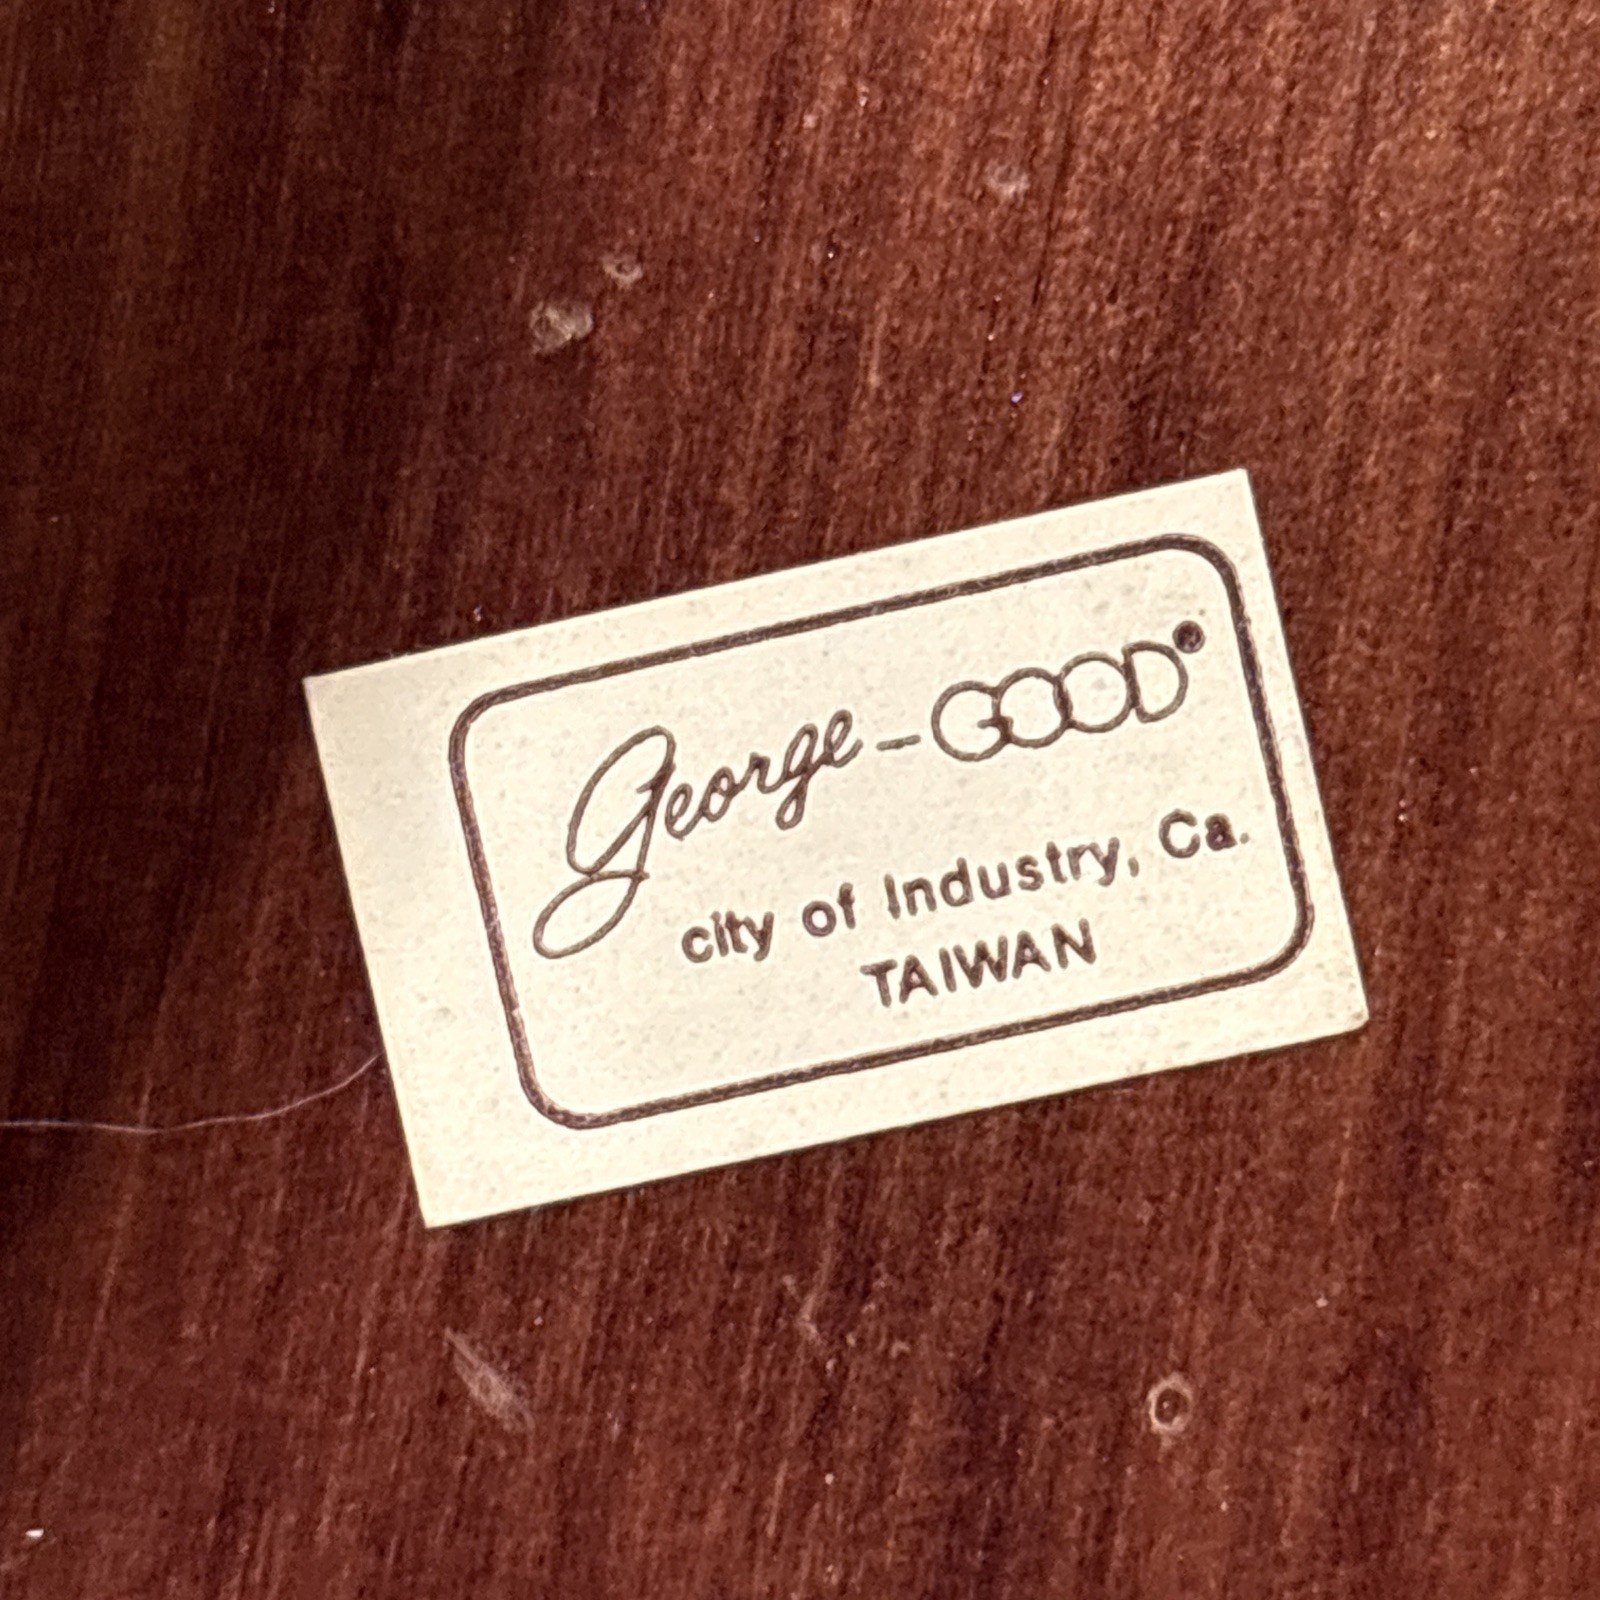 George-GOOD®
city of Industry, Ca.
TAIWAN